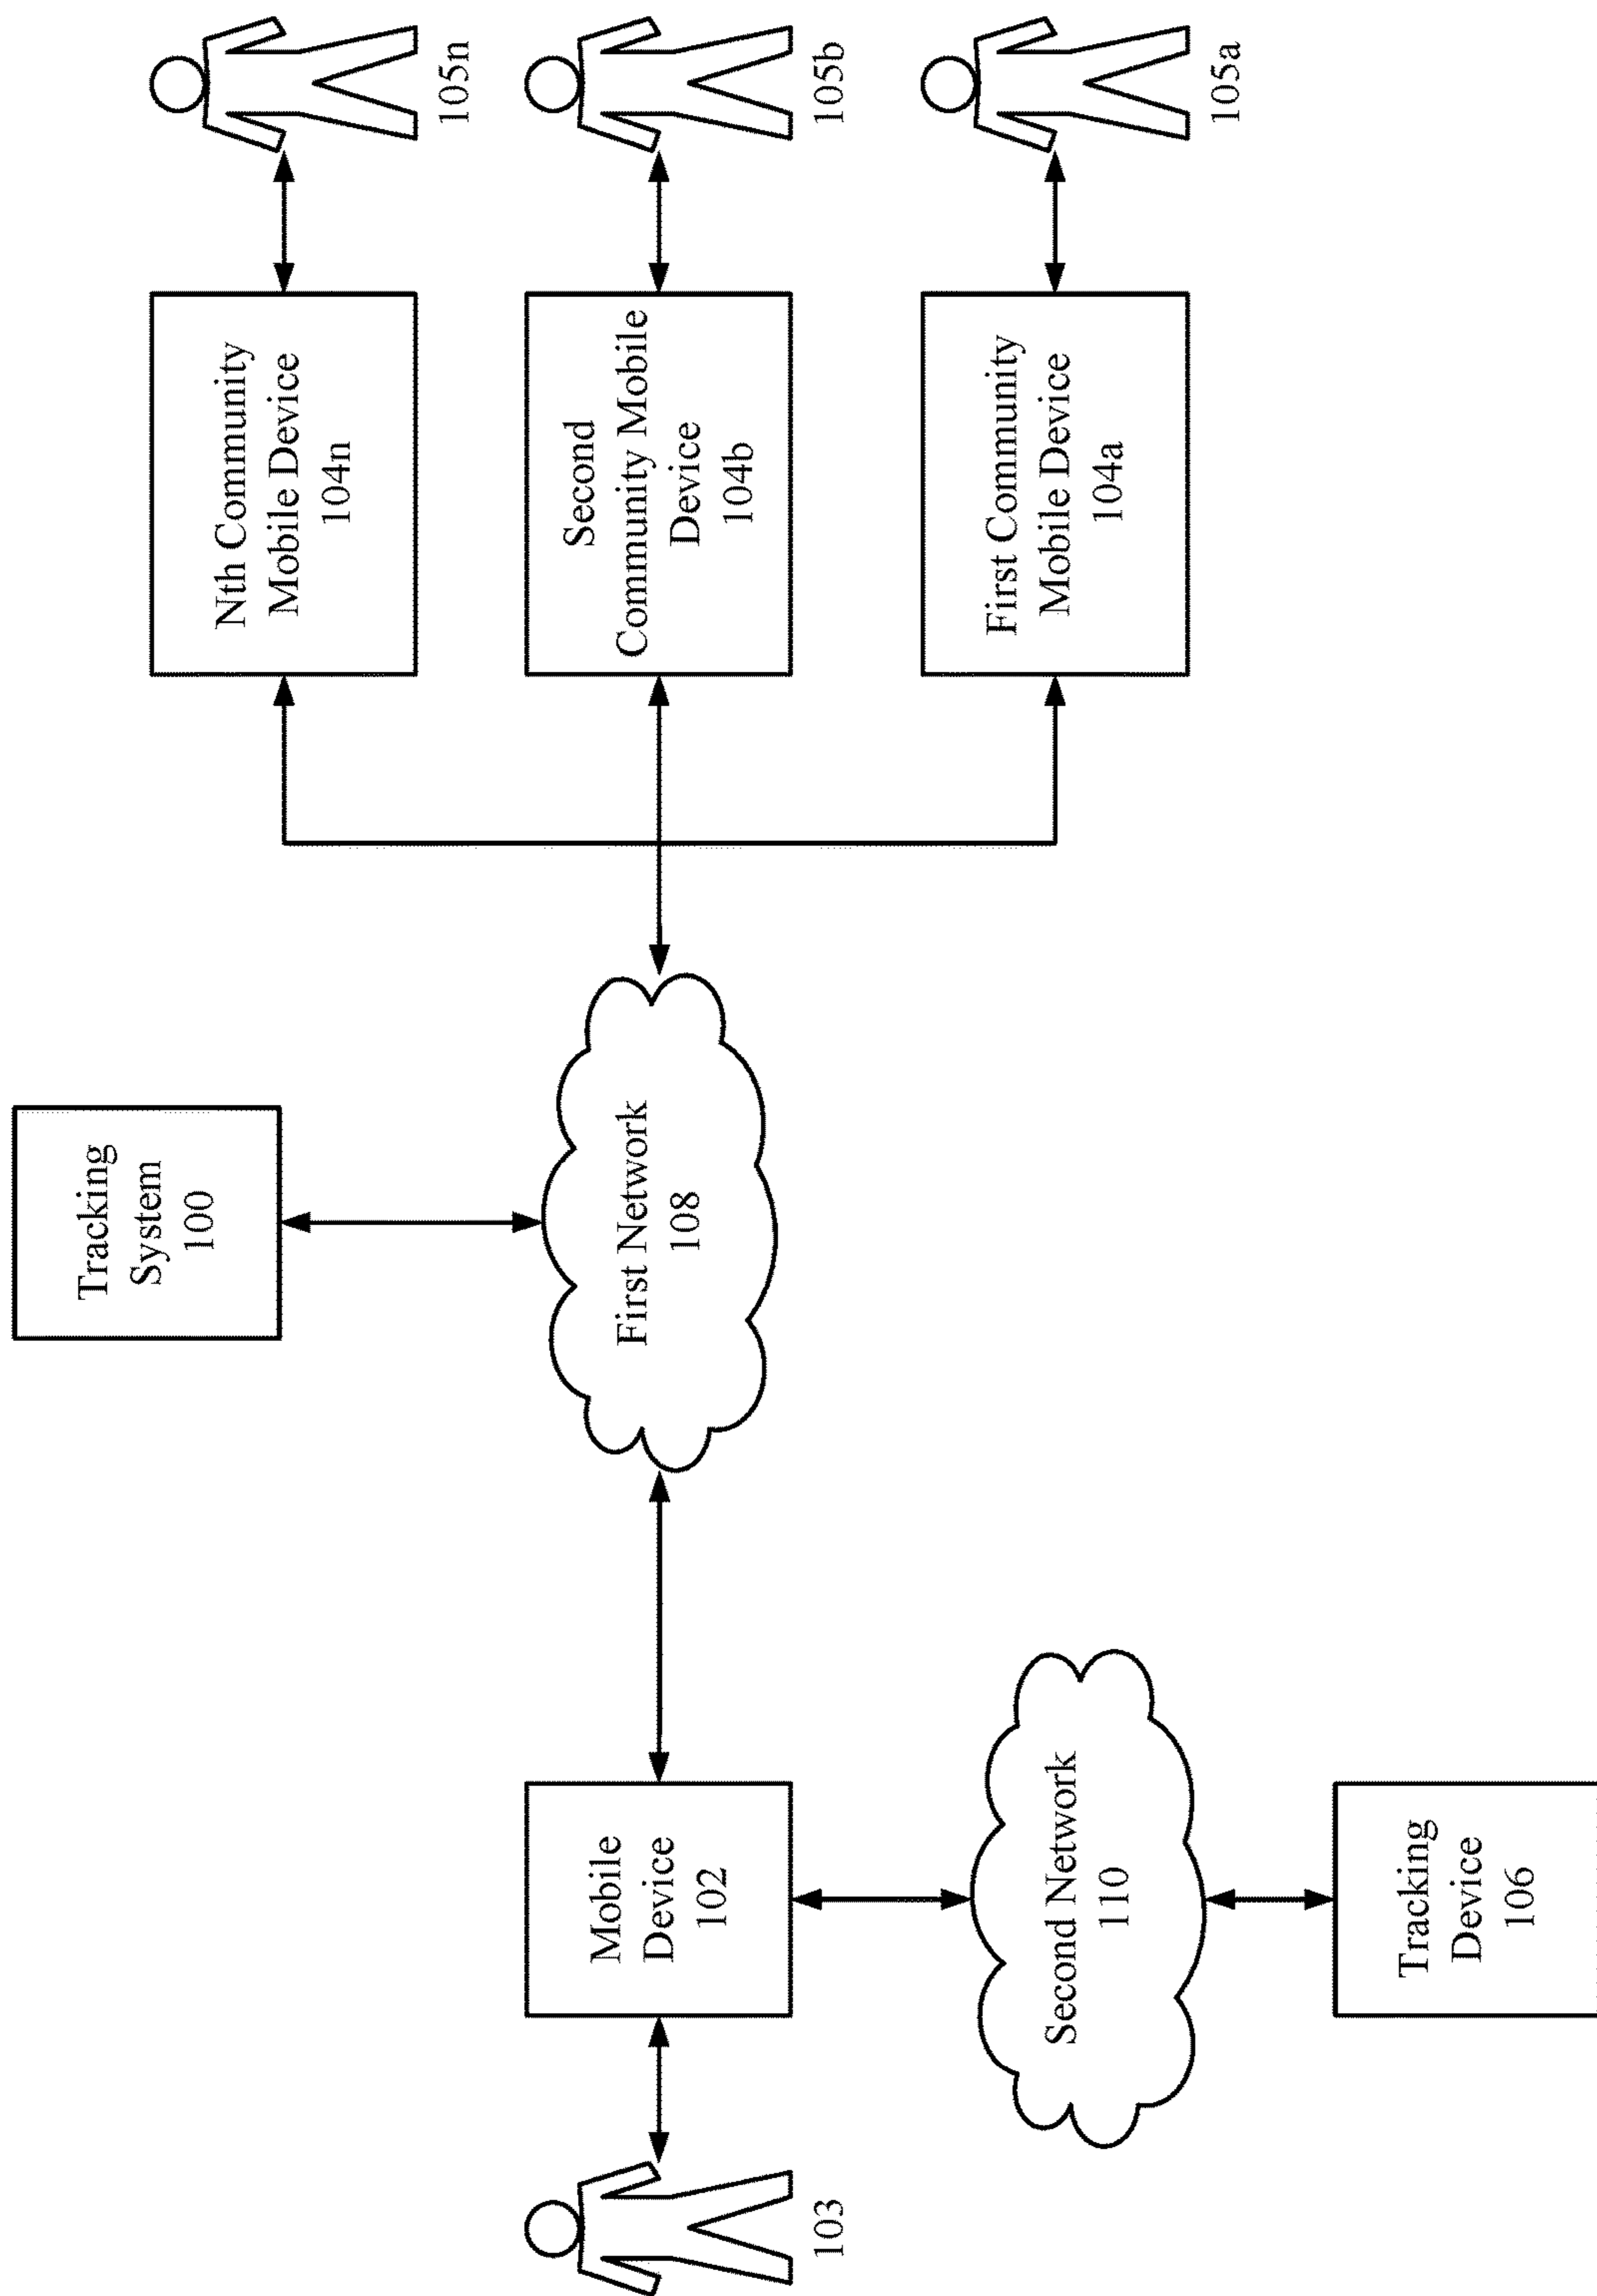 Tracking
System
100
103
Mobile
Device
102
First Network
108
Nth Community
Mobile Device
104n
105n
Second
Community Mobile
Device
104b
105b
First Community
Mobile Device
104a
105a
Second Network
110
Tracking
Device
106